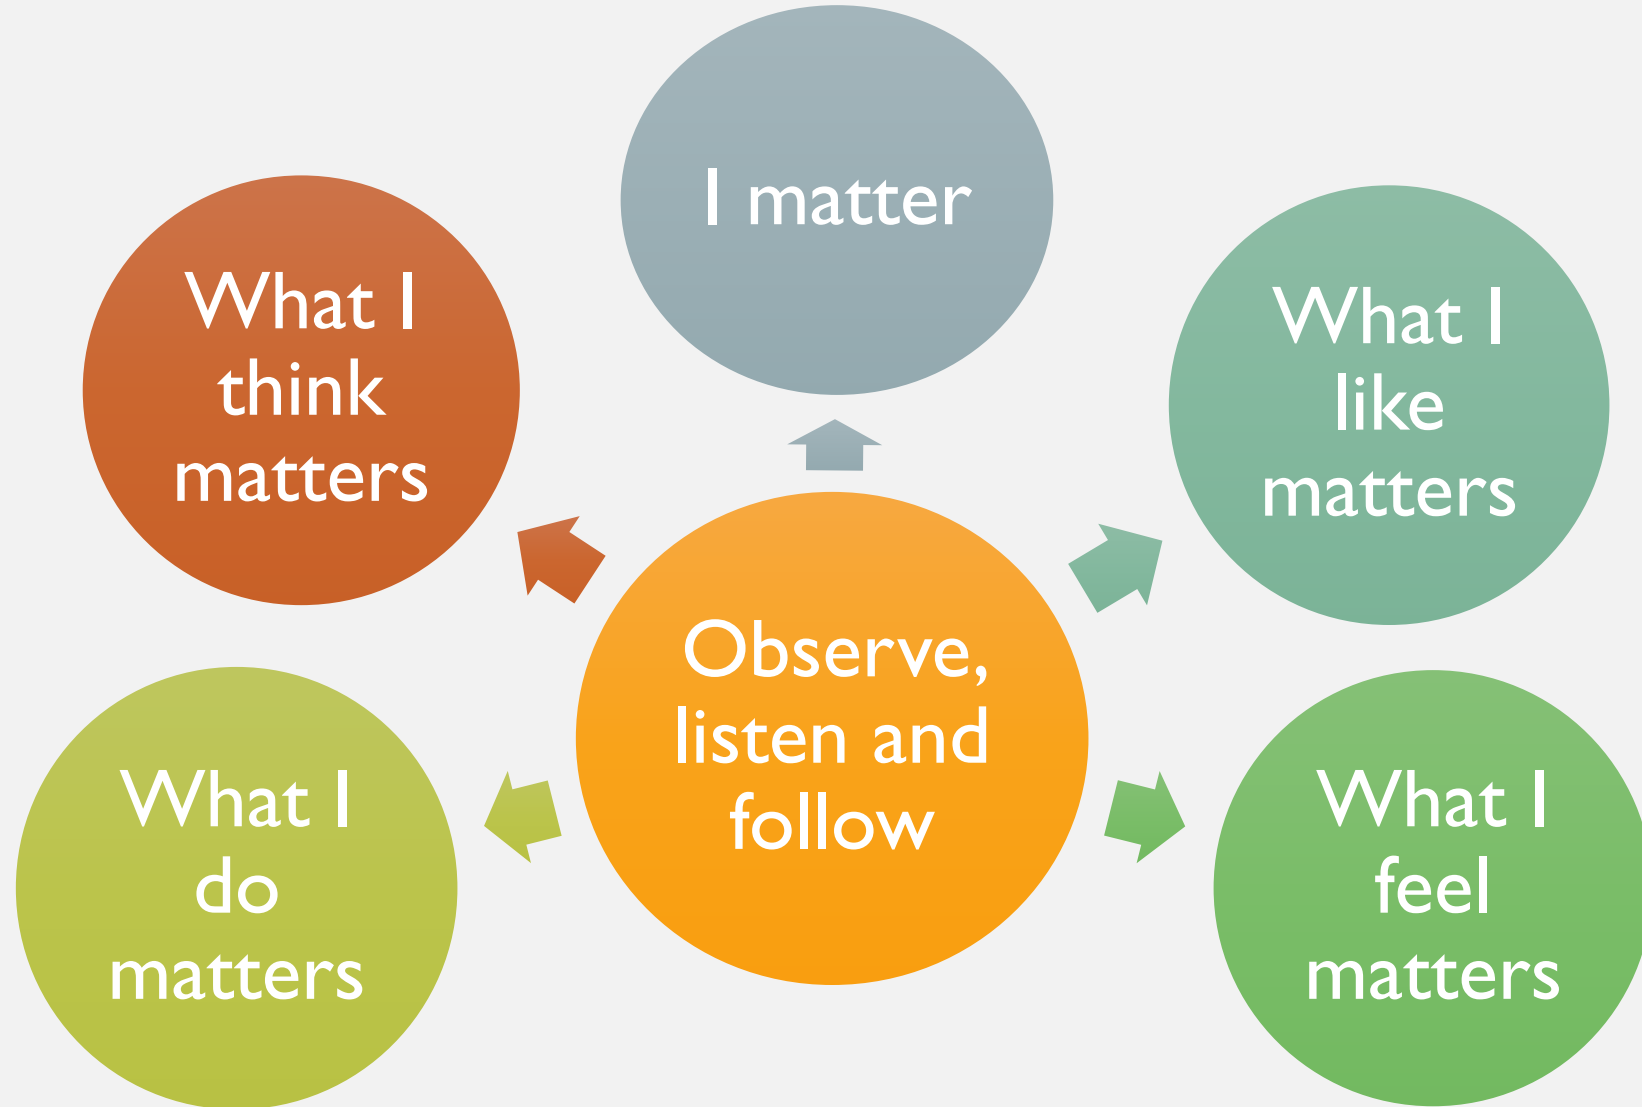 I matter
What I
think
matters
What I
like
matters
Observe,
listen and
follow
What I
do
matters
What I
feel
matters